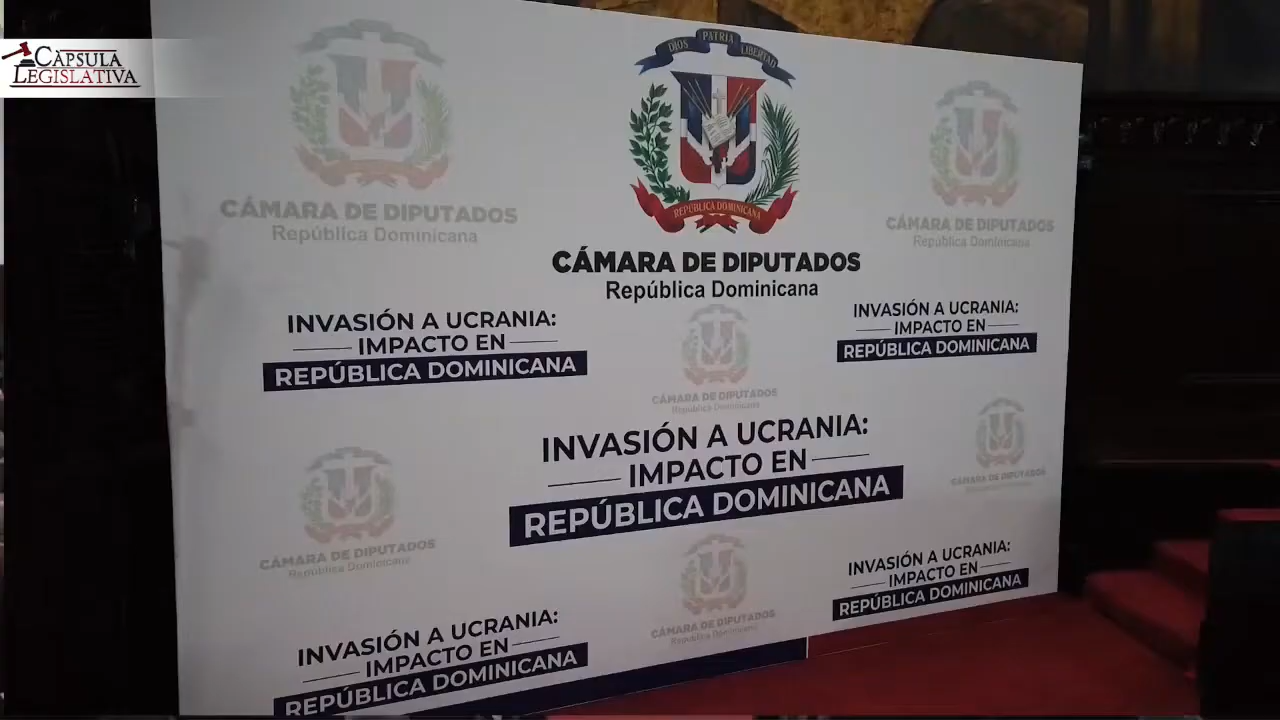 CÀPSULA
LEGISLATIVA
DIOS PATRIA LIBERTAD
REPÚBLICA DOMINICANA
CÁMARA DE DIPUTADOS
República Dominicana
CÁMARA DE DIPUTADOS
República Dominicana
CÁMARA DE DIPUTADOS
República Dominicana
INVASIÓN A UCRANIA:
IMPACTO EN
REPÚBLICA DOMINICANA
INVASIÓN A UCRANIA:
IMPACTO EN
REPÚBLICA DOMINICANA
CÁMARA DE DIPUTADOS
República Dominicana
INVASIÓN A UCRANIA:
IMPACTO EN
REPÚBLICA DOMINICANA
CÁMARA DE DIPUTADOS
CÁMARA DE DIPUTADOS
República Dominicana
INVASIÓN A UCRANIA:
IMPACTO EN
REPÚBLICA DOMINICANA
CÁMARA DE DIPUTADOS
República Dominicana
INVASIÓN A UCRANIA:
IMPACTO EN
REPÚBLICA DOMINICANA